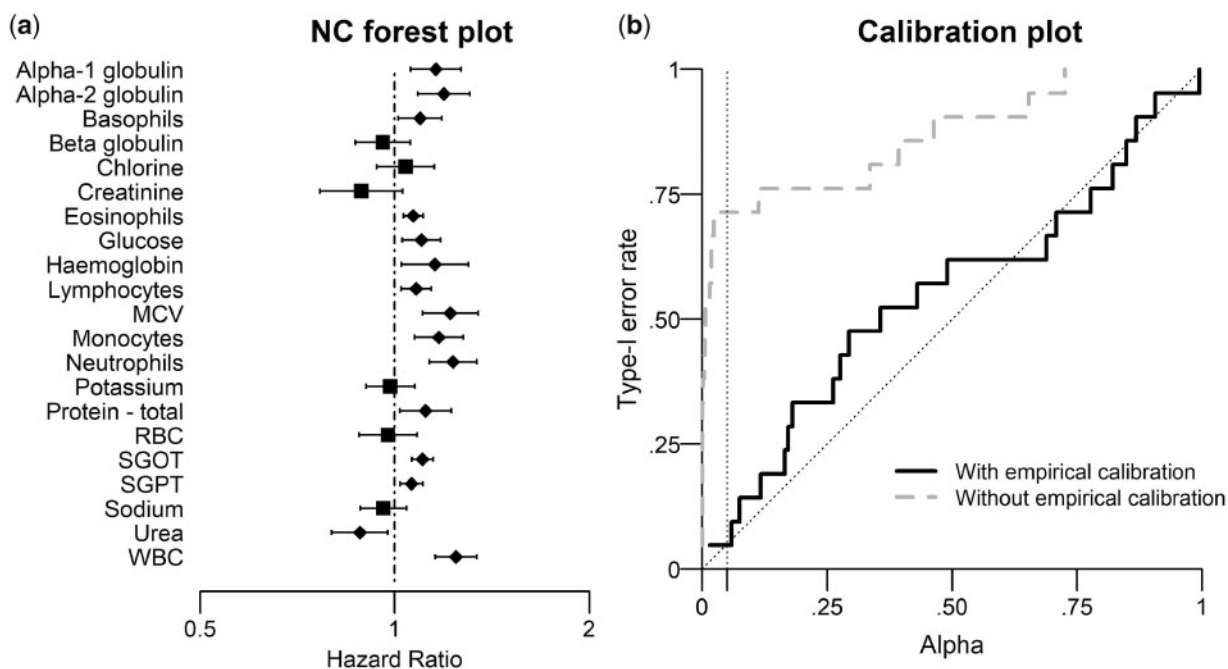 (a)
NC forest plot
Alpha-1 globulin
Alpha-2 globulin
Basophils
Beta globulin
Chlorine
Creatinine
Eosinophils
Glucose
Haemoglobin
Lymphocytes
MCV
Monocytes
Neutrophils
Potassium
Protein - total
RBC
SGOT
SGPT
Sodium
Urea
WBC
0.5 1 2
Hazard Ratio
(b)
Calibration plot
1
.75
.50
.25
0
Type-I error rate
With empirical calibration
Without empirical calibration
0 .25 .50 .75 1
Alpha